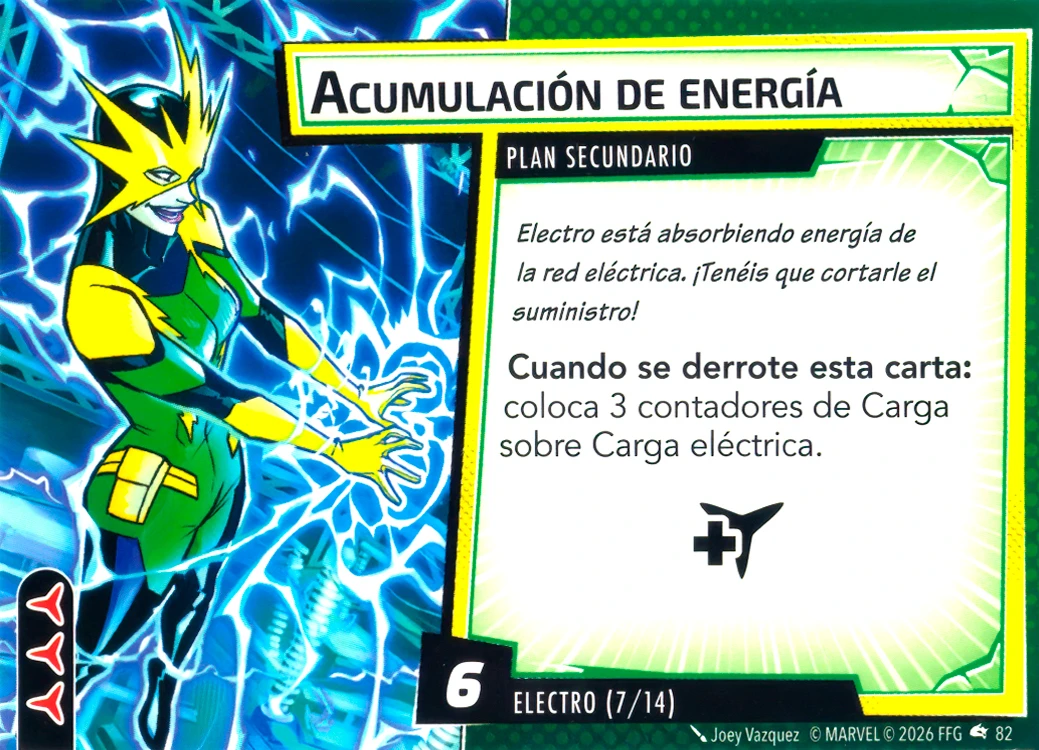 ACUMULACIÓN DE ENERGÍA
PLAN SECUNDARIO
Electro está absorbiendo energía de
la red eléctrica. ¡Tenéis que cortarle el
suministro!
Cuando se derrote esta carta:
coloca 3 contadores de Carga
sobre Carga eléctrica.
6
ELECTRO (7/14)
Joey Vazquez © MARVEL © 2026 FFG 82